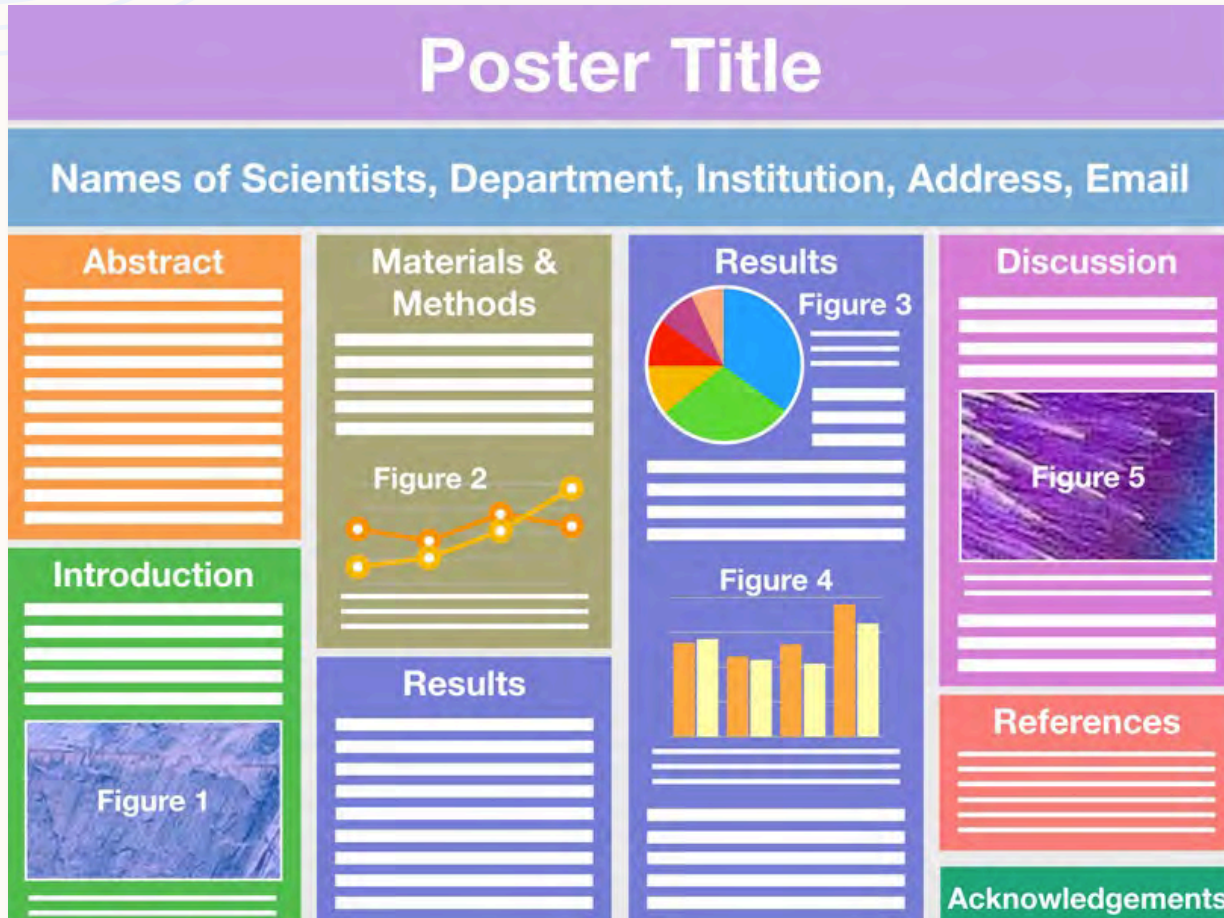 Poster Title
Names of Scientists, Department, Institution, Address, Email
Abstract
Introduction
Figure 1
Materials &
Methods
Figure 2
Results
Results
Figure 3
Figure 4
Discussion
Figure 5
References
Acknowledgements